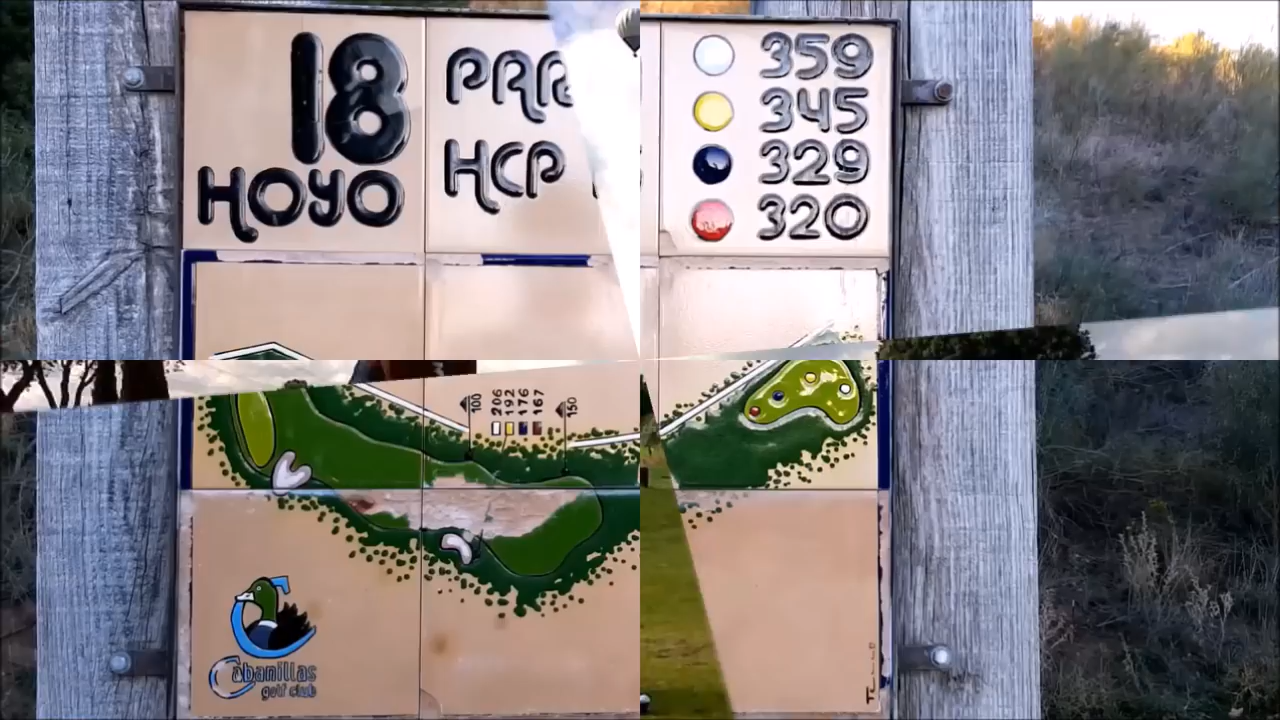 18
HOYO
PAR
HCP
359
345
329
320
100
206
192
176
167
150
Cabanillas
golf club